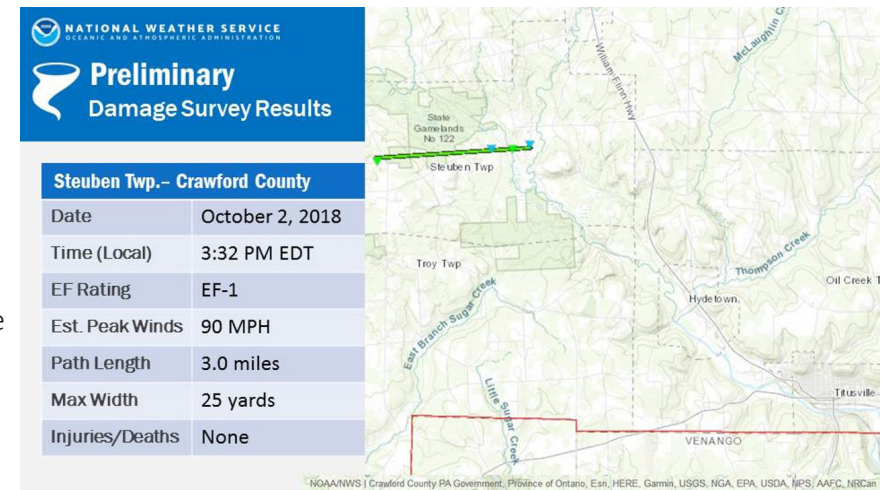 NATIONAL WEATHER SERVICE
OCEANIC AND ATMOSPHERIC ADMINISTRATION
Preliminary
Damage Survey Results
Steuben Twp.– Crawford County
Date October 2, 2018
Time (Local) 3:32 PM EDT
EF Rating EF-1
Est. Peak Winds 90 MPH
Path Length 3.0 miles
Max Width 25 yards
Injuries/Deaths None
e
McLaughlin C
William Flinn Hwy
State
Gamelands
No 122
Steuben Twp
Troy Twp
Thompson Creek
Oil Creek T
Hydetown
East Branch Sugar Creek
Little Sugar Creek
Titusville
VENANGO
NOAA/NWS | Crawford County PA Government, Province of Ontario, Esri, HERE, Garmin, USGS, NGA, EPA, USDA, NPS, AAFC, NRCan